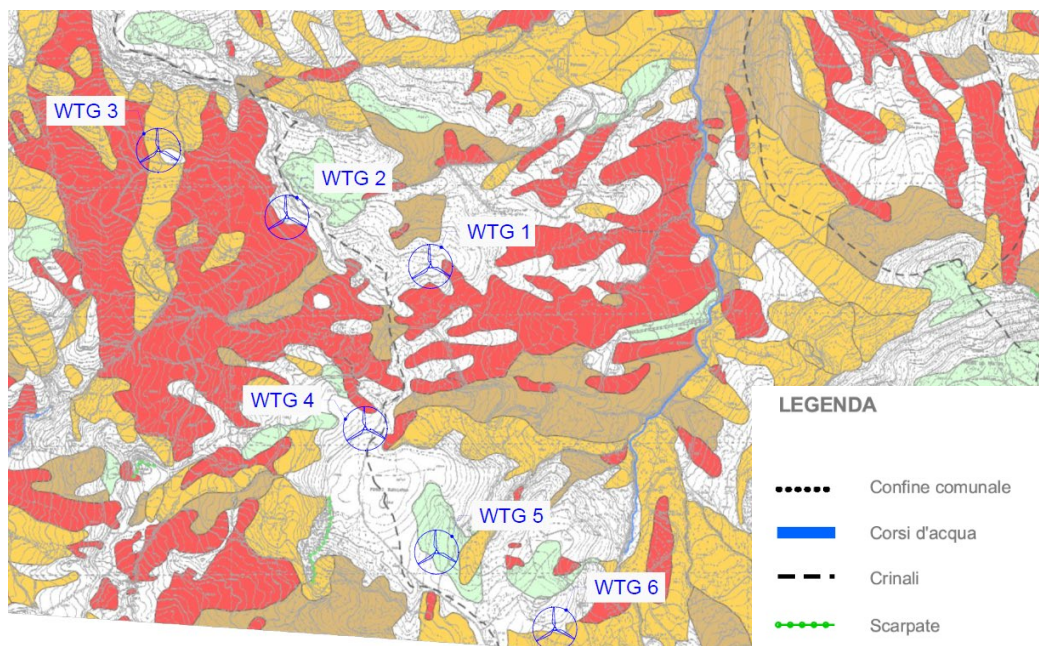 WTG 3
WTG 2
WTG 1
WTG 4
WTG 5
WTG 6
LEGENDA
Confine comunale
Corsi d'acqua
Crinali
Scarpate